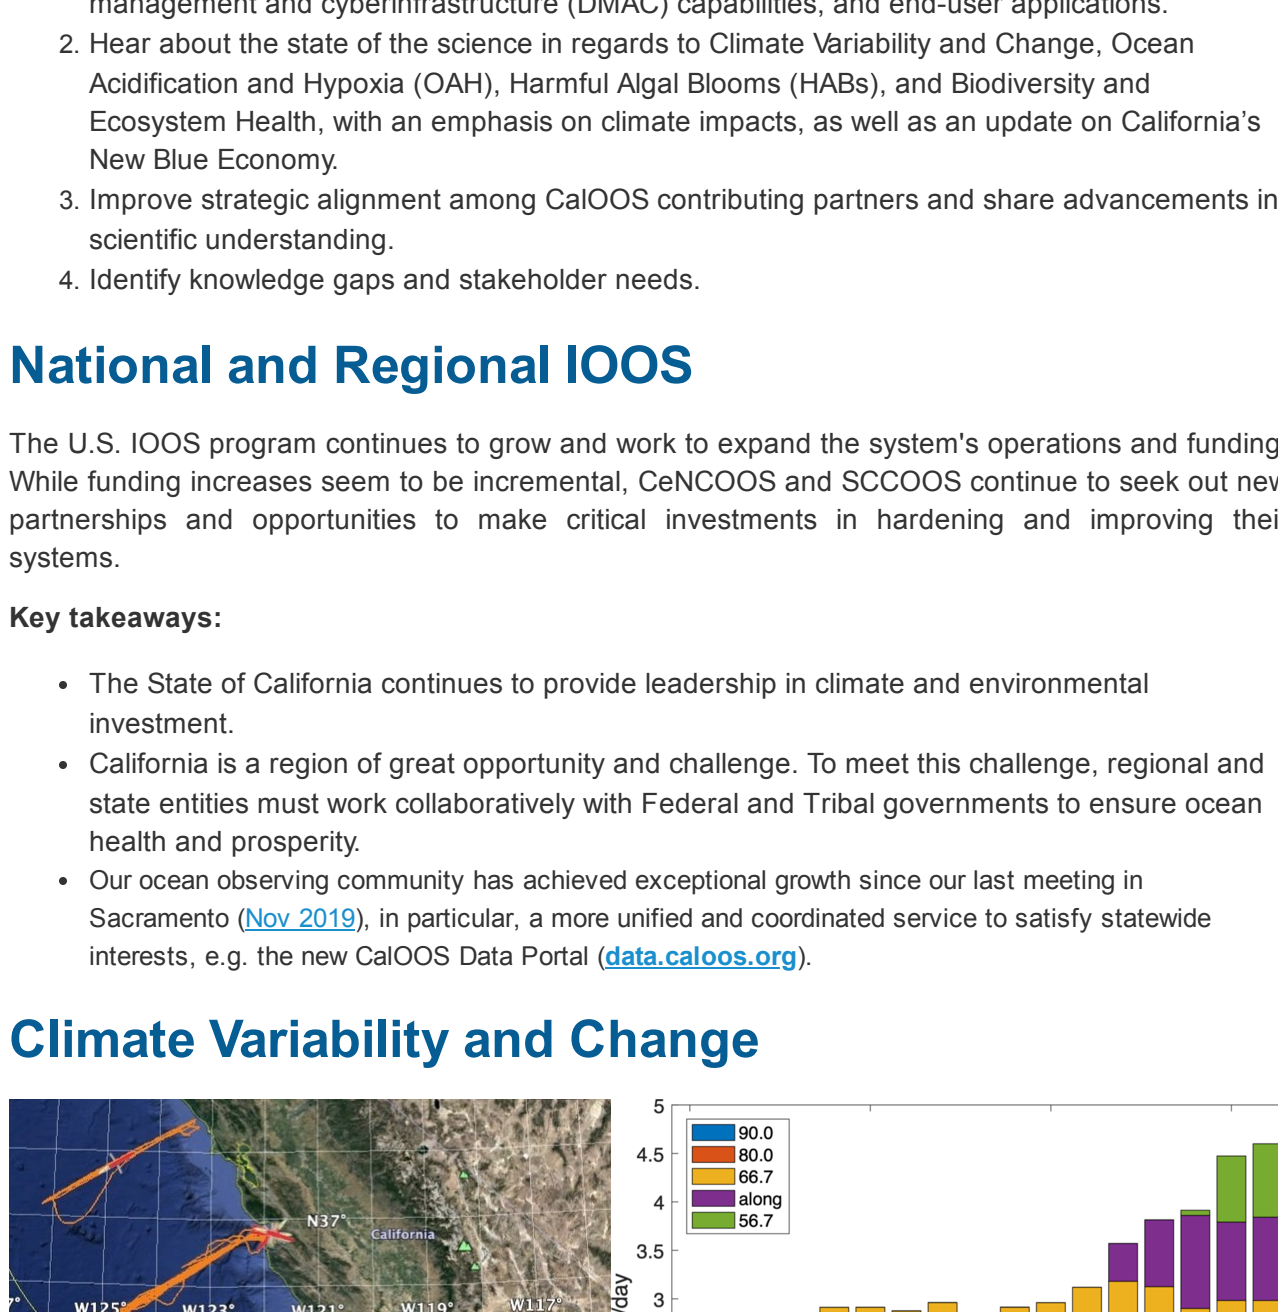 management and cyberinfrastructure (DMAC) capabilities, and end-user applications.
2. Hear about the state of the science in regards to Climate Variability and Change, Ocean
Acidification and Hypoxia (OAH), Harmful Algal Blooms (HABs), and Biodiversity and
Ecosystem Health, with an emphasis on climate impacts, as well as an update on California’s
New Blue Economy.
3. Improve strategic alignment among CalOOS contributing partners and share advancements in
scientific understanding.
4. Identify knowledge gaps and stakeholder needs.
National and Regional IOOS
The U.S. IOOS program continues to grow and work to expand the system's operations and funding
While funding increases seem to be incremental, CeNCOOS and SCCOOS continue to seek out new
partnerships and opportunities to make critical investments in hardening and improving thei
systems.
Key takeaways:
• The State of California continues to provide leadership in climate and environmental
investment.
• California is a region of great opportunity and challenge. To meet this challenge, regional and
state entities must work collaboratively with Federal and Tribal governments to ensure ocean
health and prosperity.
• Our ocean observing community has achieved exceptional growth since our last meeting in
Sacramento (Nov 2019), in particular, a more unified and coordinated service to satisfy statewide
interests, e.g. the new CalOOS Data Portal (data.caloos.org).
Climate Variability and Change
N37°
California
W125° W123° W121° W119° W117°
5
4.5
4
3.5
3
/day
90.0
80.0
66.7
along
56.7